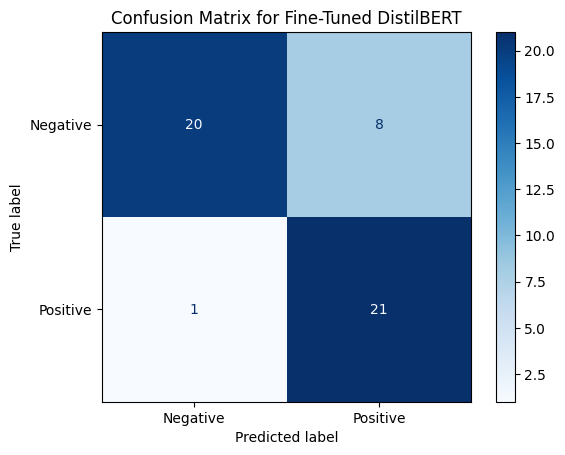 Confusion Matrix for Fine-Tuned DistilBERT
True label
Negative
Positive
20
8
1
21
Negative
Positive
Predicted label
20.0
17.5
15.0
12.5
10.0
7.5
5.0
2.5